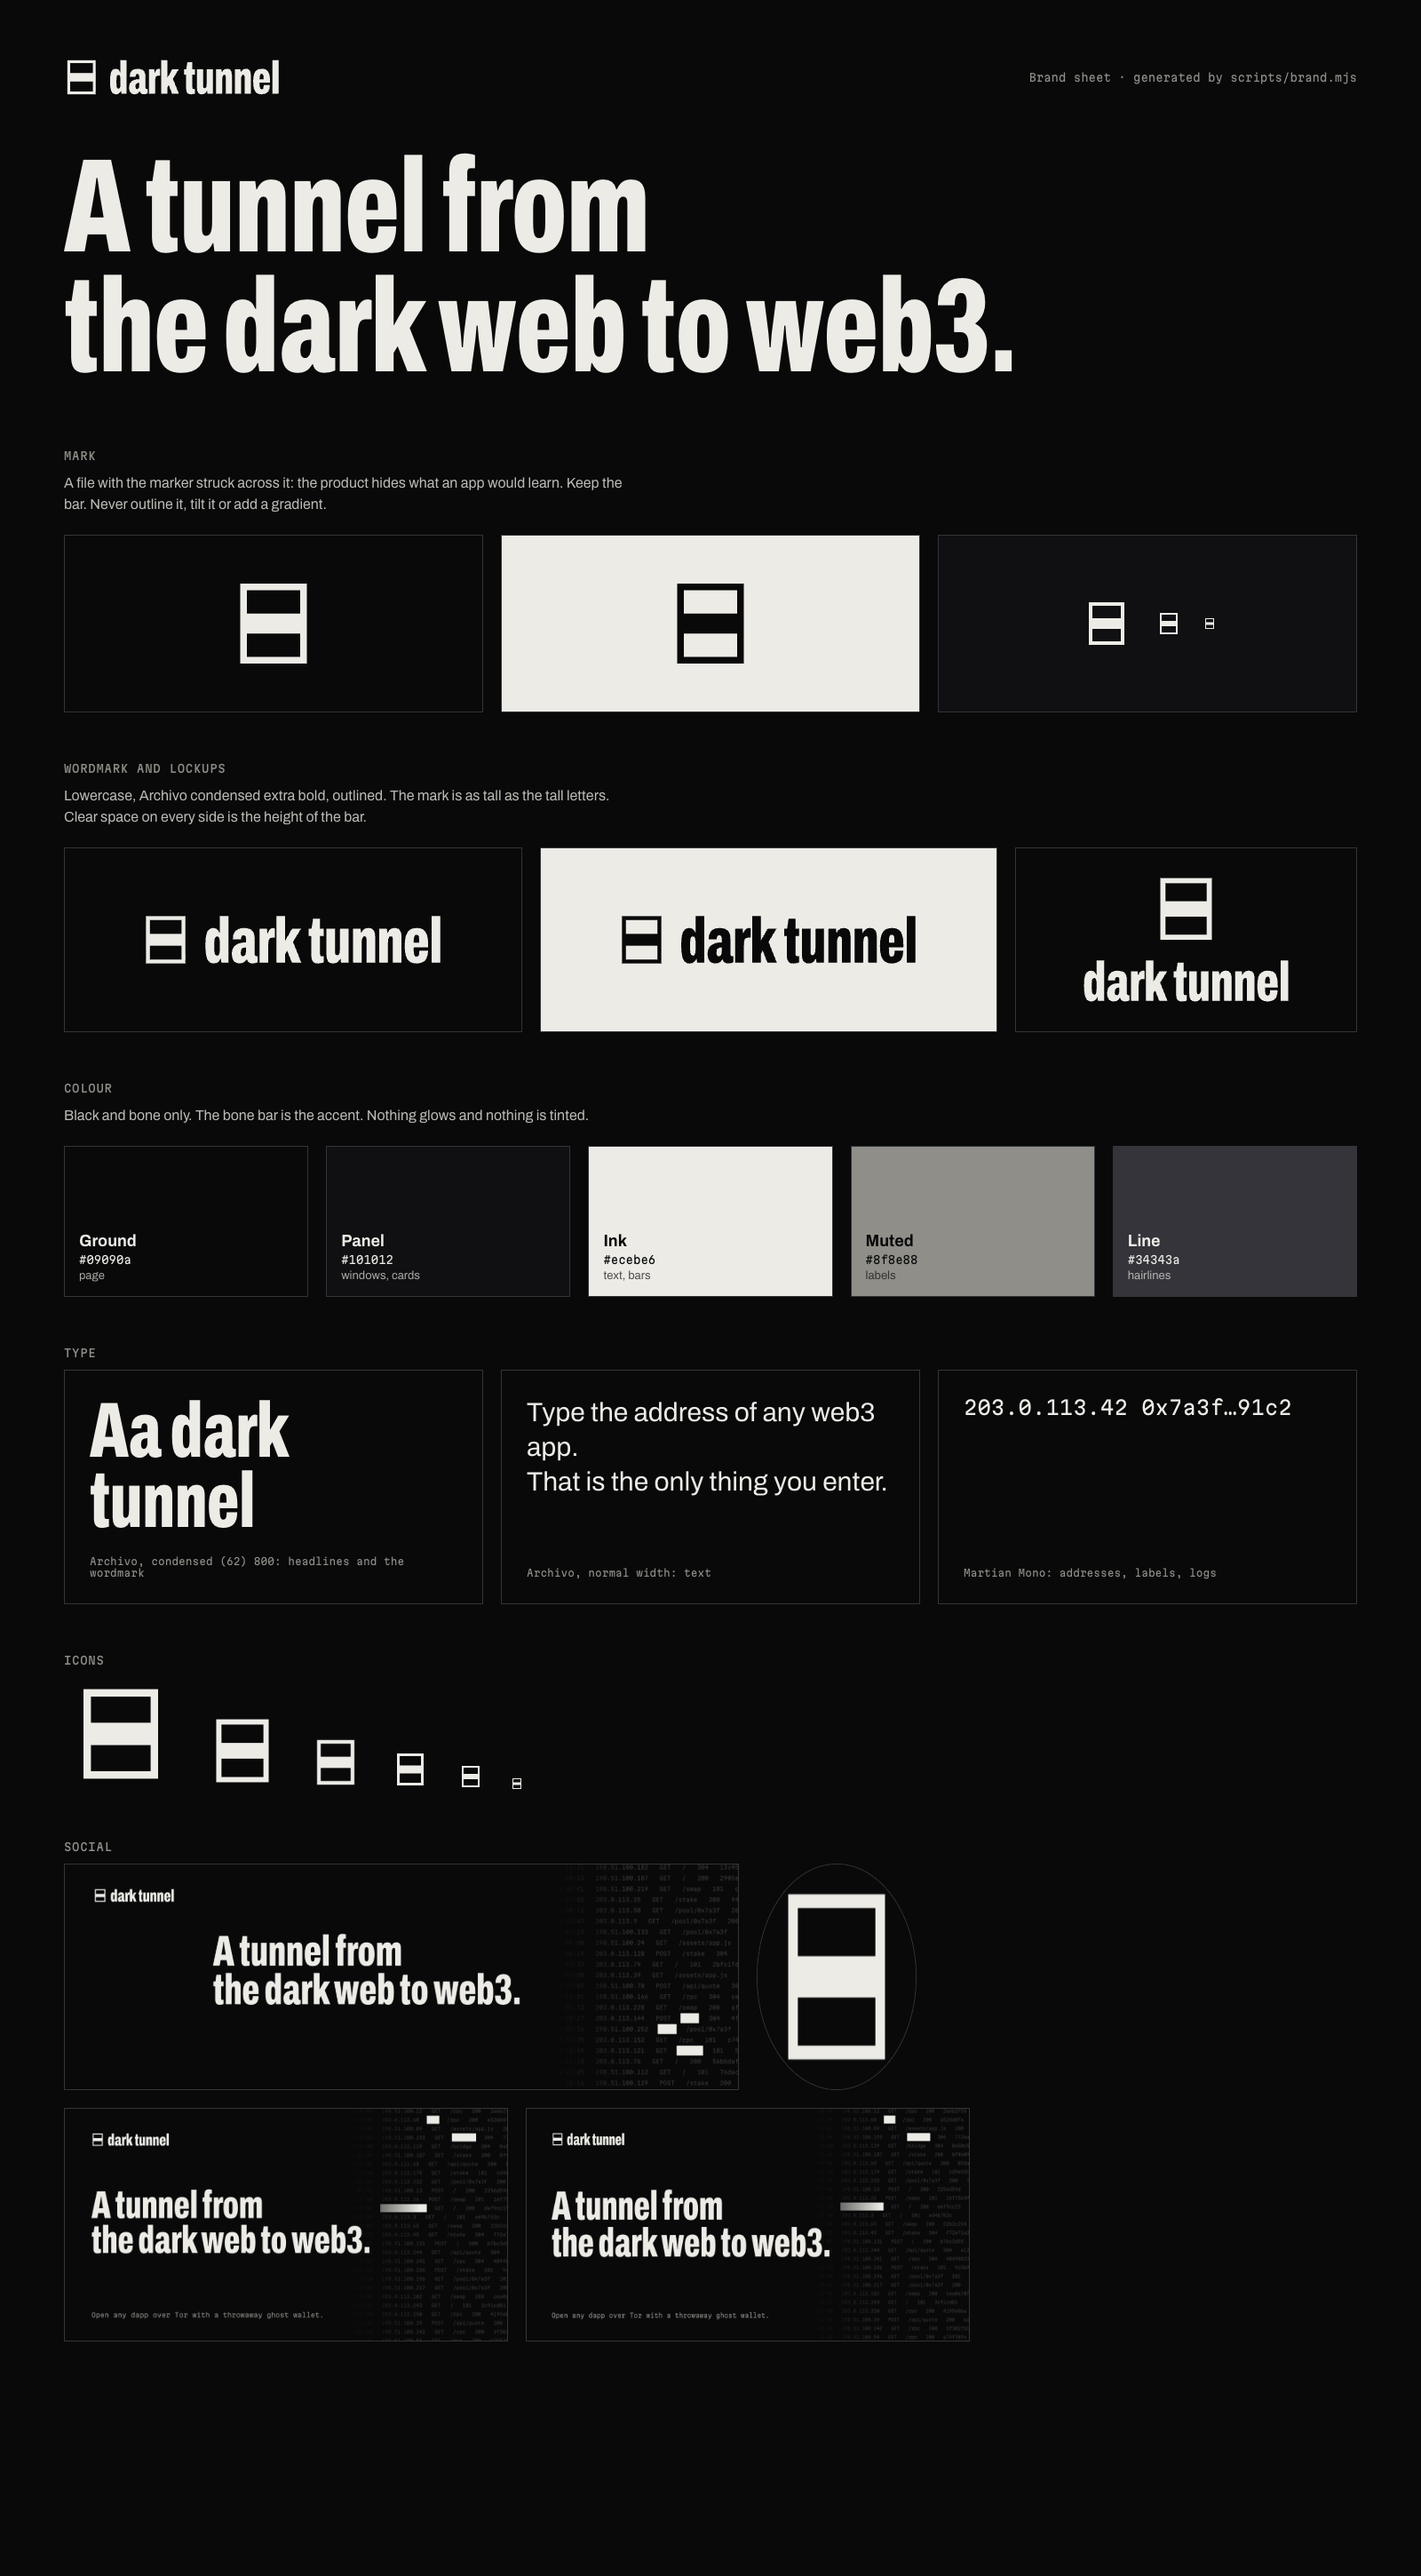 dark tunnel
Brand sheet · generated by scripts/brand.mjs
A tunnel from
the dark web to web3.
MARK
A file with the marker struck across it: the product hides what an app would learn. Keep the
bar. Never outline it, tilt it or add a gradient.
WORDMARK AND LOCKUPS
Lowercase, Archivo condensed extra bold, outlined. The mark is as tall as the tall letters.
Clear space on every side is the height of the bar.
dark tunnel
dark tunnel
dark tunnel
COLOUR
Black and bone only. The bone bar is the accent. Nothing glows and nothing is tinted.
Ground
#09090a
page
Panel
#101012
windows, cards
Ink
#ecebe6
text, bars
Muted
#8f8e88
labels
Line
#34343a
hairlines
TYPE
Aa dark
tunnel
Archivo, condensed (62) 800: headlines and the
wordmark
Type the address of any web3
app.
That is the only thing you enter.
Archivo, normal width: text
203.0.113.42 0x7a3f…91c2
Martian Mono: addresses, labels, logs
ICONS
SOCIAL
dark tunnel
A tunnel from
the dark web to web3.
dark tunnel
A tunnel from
the dark web to web3.
Open any dapp over Tor with a throwaway ghost wallet.
dark tunnel
A tunnel from
the dark web to web3.
Open any dapp over Tor with a throwaway ghost wallet.